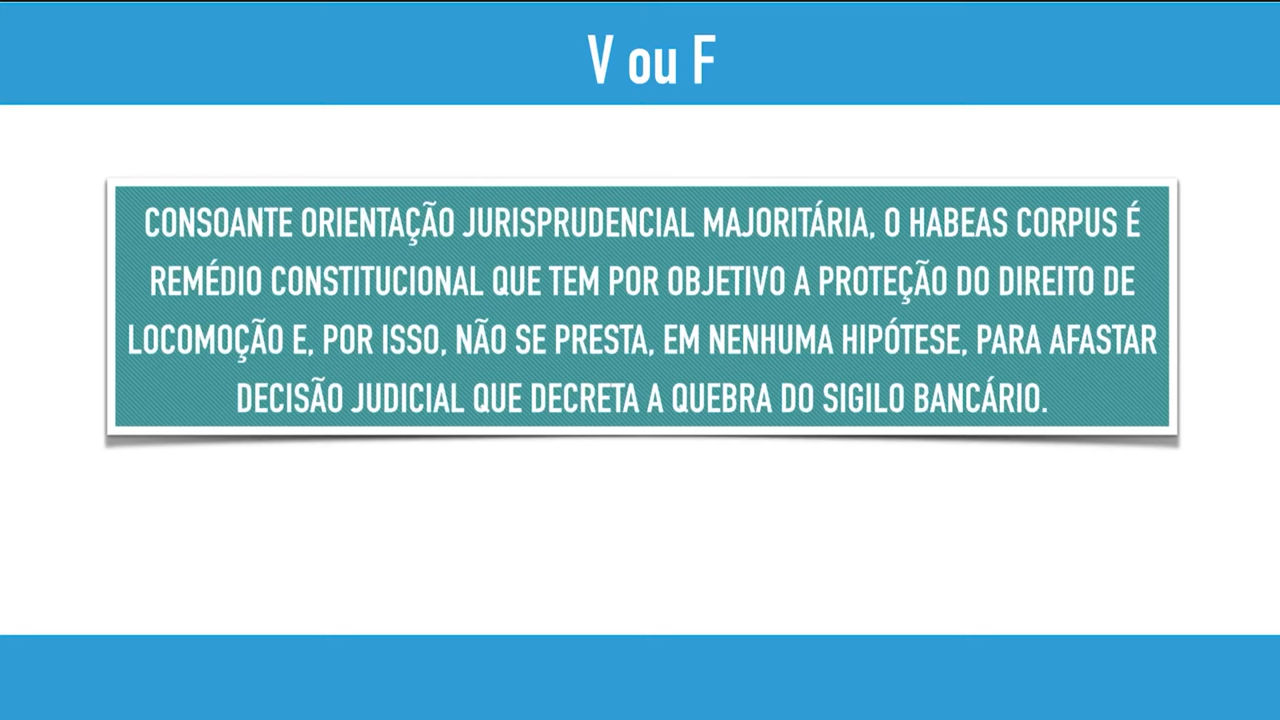 V ou F
CONSOANTE ORIENTAÇÃO JURISPRUDENCIAL MAJORITÁRIA, O HABEAS CORPUS É
REMÉDIO CONSTITUCIONAL QUE TEM POR OBJETIVO A PROTEÇÃO DO DIREITO DE
LOCOMOÇÃO E, POR ISSO, NÃO SE PRESTA, EM NENHUMA HIPÓTESE, PARA AFASTAR
DECISÃO JUDICIAL QUE DECRETA A QUEBRA DO SIGILO BANCÁRIO.